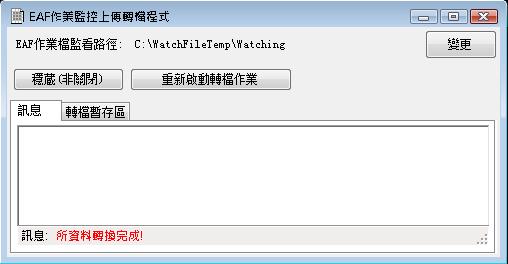 EAF作業監控上傳轉檔程式
EAF作業檔監看路徑: C:\WatchFileTemp\Watching
變更
穩藏(非關閉)
重新啟動轉檔作業
訊息
轉檔暫存區
訊息: 所資料轉換完成!